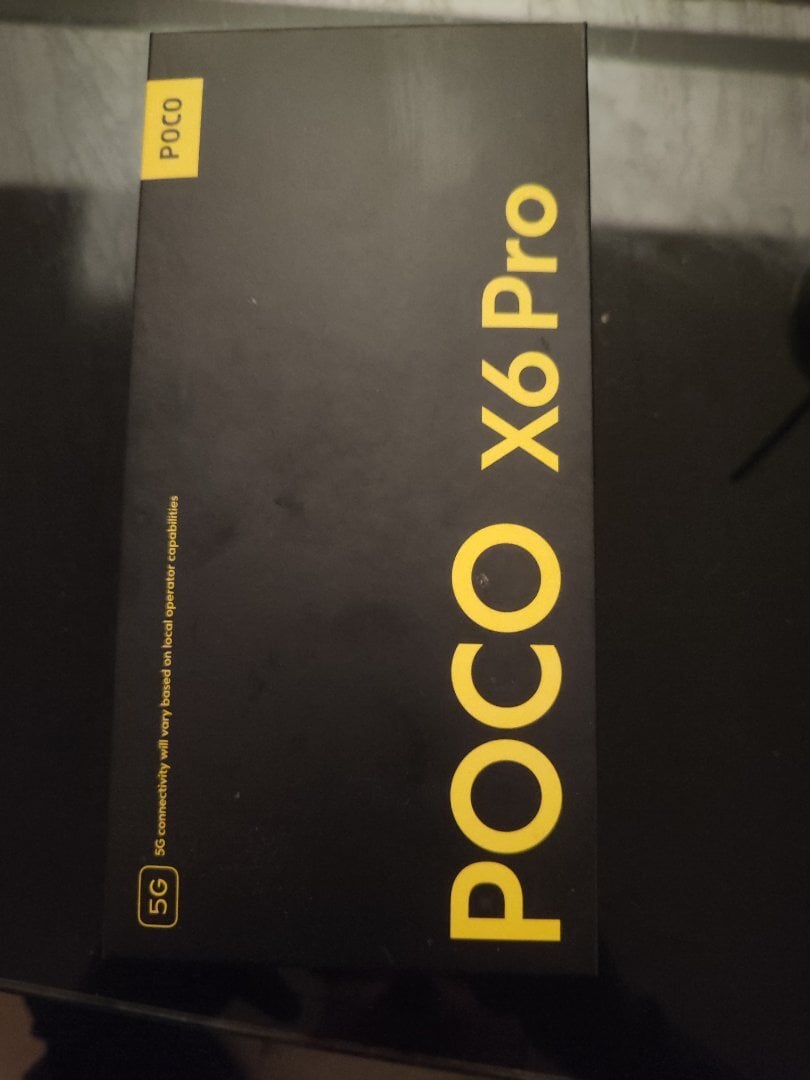 5G 5G connectivity will vary based on local operator capabilities
POCO
POCO X6 Pro